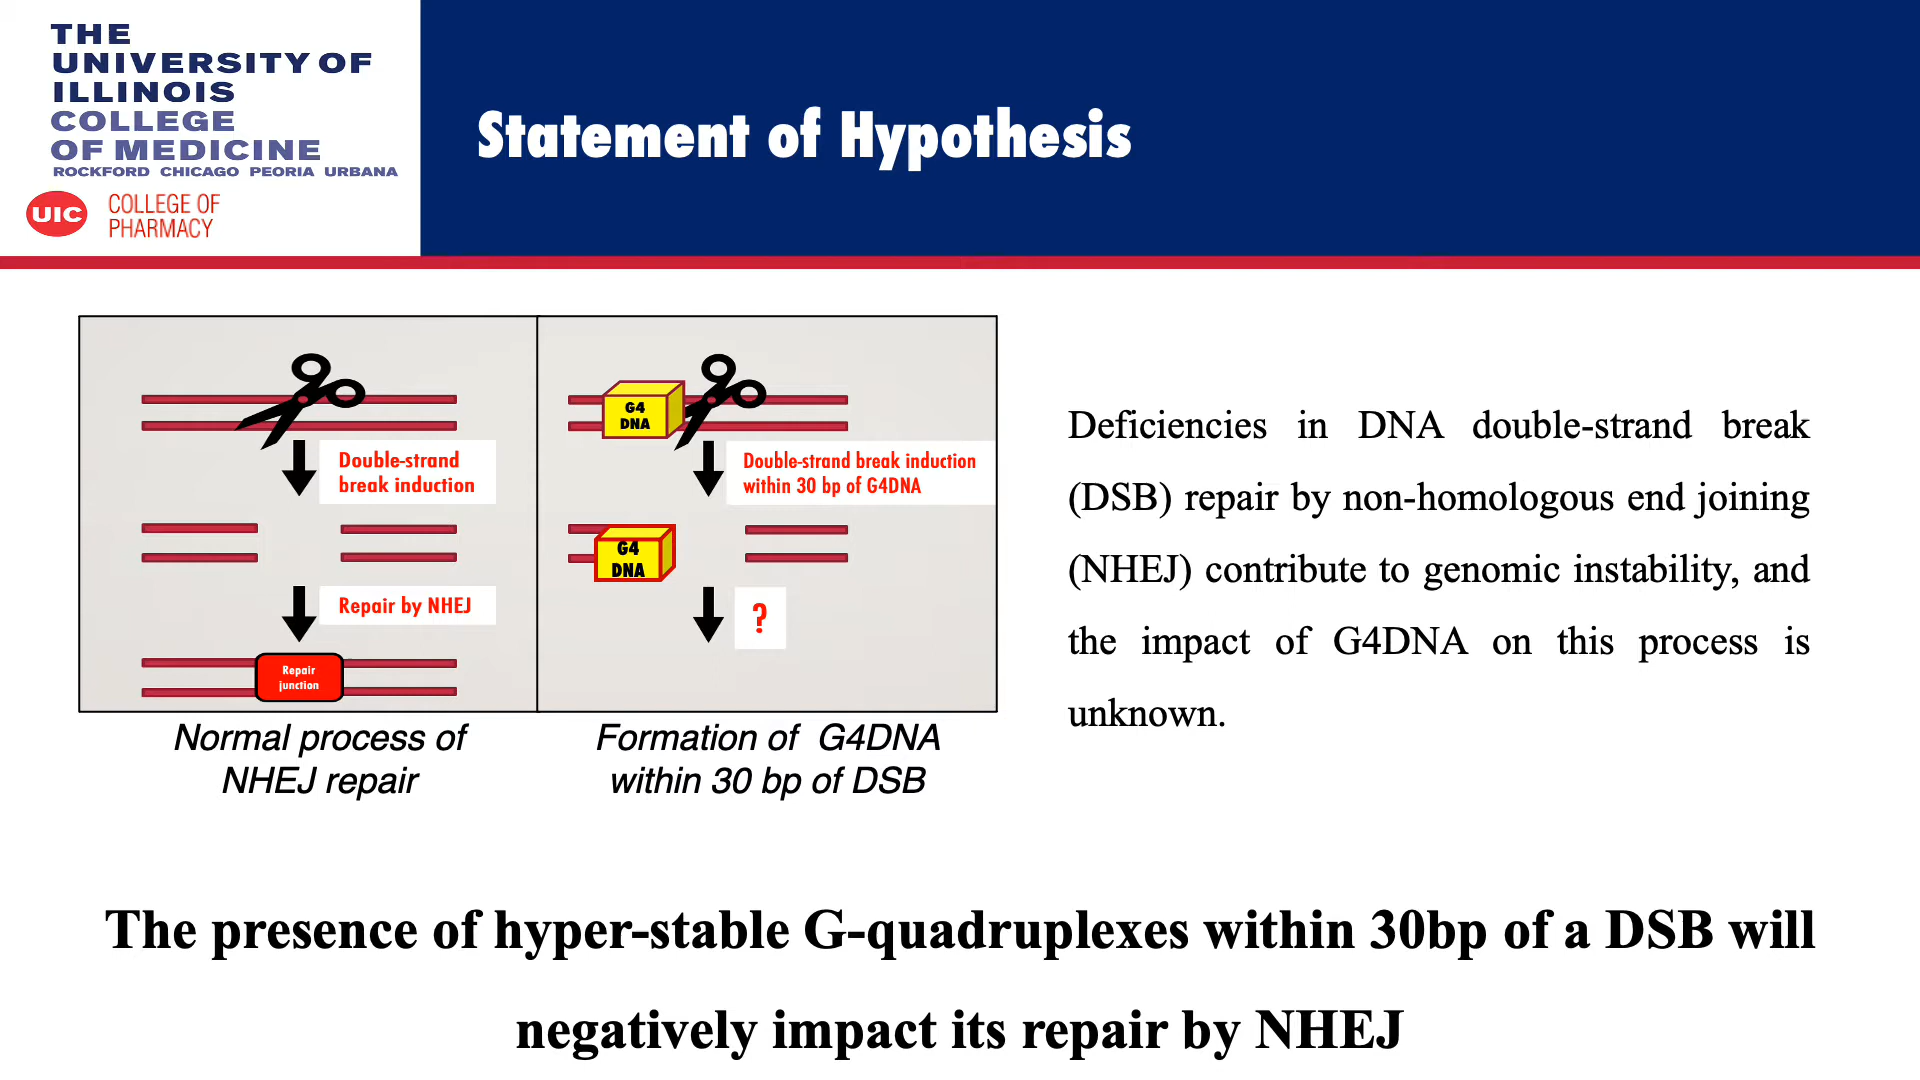 THE
UNIVERSITY OF
ILLINOIS
COLLEGE
OF MEDICINE
ROCKFORD CHICAGO PEORIA URBANA
UIC
COLLEGE OF
PHARMACY
Statement of Hypothesis
Double-strand
break induction
Repair by NHEJ
Repair
junction
G4
DNA
Double-strand break induction
within 30 bp of G4DNA
G4
DNA
?
Normal process of
NHEJ repair
Formation of G4DNA
within 30 bp of DSB
Deficiencies in DNA double-strand break
(DSB) repair by non-homologous end joining
(NHEJ) contribute to genomic instability, and
the impact of G4DNA on this process is
unknown.
The presence of hyper-stable G-quadruplexes within 30bp of a DSB will
negatively impact its repair by NHEJ